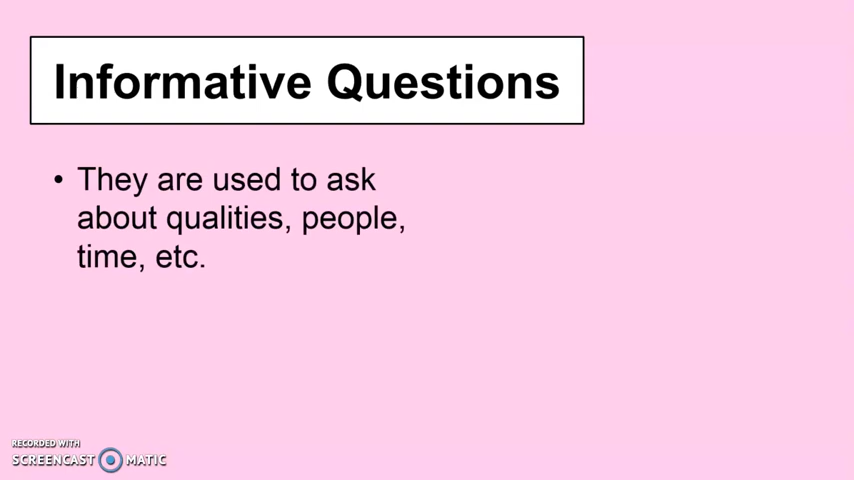 Informative Questions
• They are used to ask
about qualities, people,
time, etc.
RECORDED WITH
SCREENCAST MATIC